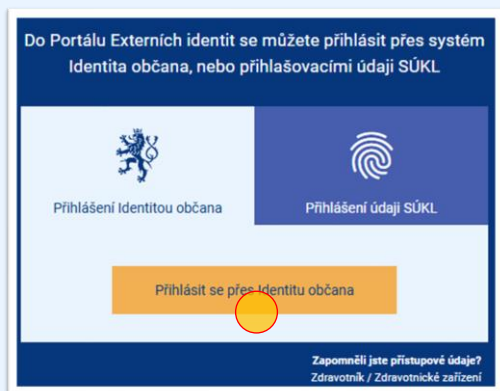 Do Portálu Externích identit se můžete přihlásit přes systém
Identita občana, nebo přihlašovacími údaji SÚKL
Přihlášení Identitou občana
Přihlášení údaji SÚKL
Přihlásit se přes Identitu občana
Zapomněli jste přístupové údaje?
Zdravotník / Zdravotnické zařízení